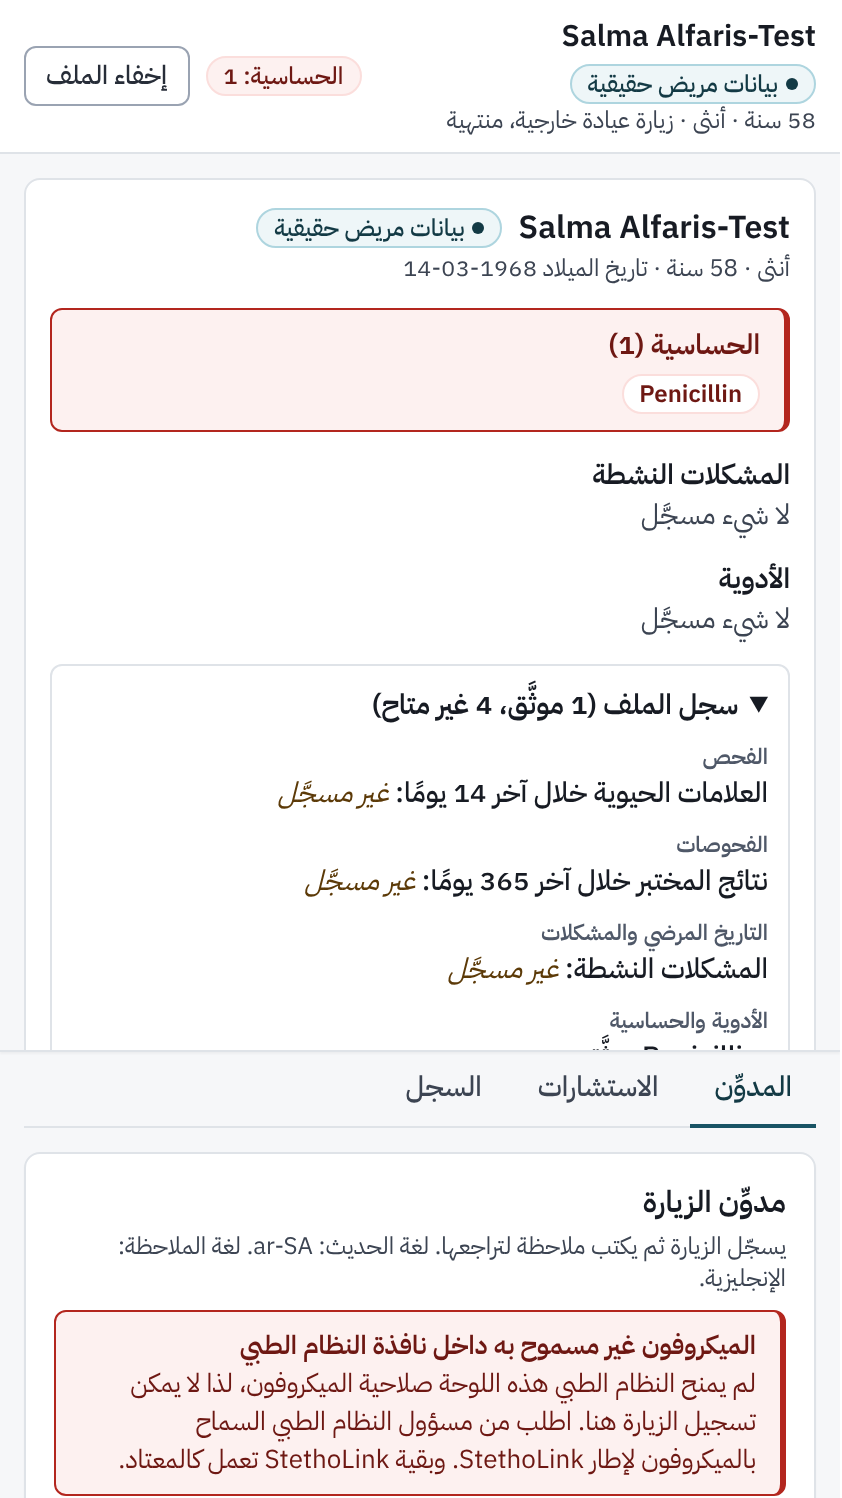 Salma Alfaris-Test
بيانات مريض حقيقية
58 سنة · أنثى · زيارة عيادة خارجية، منتهية
الحساسية: 1
إخفاء الملف
Salma Alfaris-Test
بيانات مريض حقيقية
أنثى · 58 سنة · تاريخ الميلاد 1968-03-14
الحساسية (1)
Penicillin
المشكلات النشطة
لا شيء مسجَّل
الأدوية
لا شيء مسجَّل
سجل الملف (1 موثَّق، 4 غير متاح)
الفحص
العلامات الحيوية خلال آخر 14 يومًا: غير مسجَّل
الفحوصات
نتائج المختبر خلال آخر 365 يومًا: غير مسجَّل
التاريخ المرضي والمشكلات
المشكلات النشطة: غير مسجَّل
الأدوية والحساسية
المدوِّن
الاستشارات
السجل
مدوِّن الزيارة
يسجّل الزيارة ثم يكتب ملاحظة لتراجعها. لغة الحديث: ar-SA. لغة الملاحظة:
الإنجليزية.
الميكروفون غير مسموح به داخل نافذة النظام الطبي
لم يمنح النظام الطبي هذه اللوحة صلاحية الميكروفون، لذا لا يمكن
تسجيل الزيارة هنا. اطلب من مسؤول النظام الطبي السماح
بالميكروفون لإطار StethoLink. وبقية StethoLink تعمل كالمعتاد.